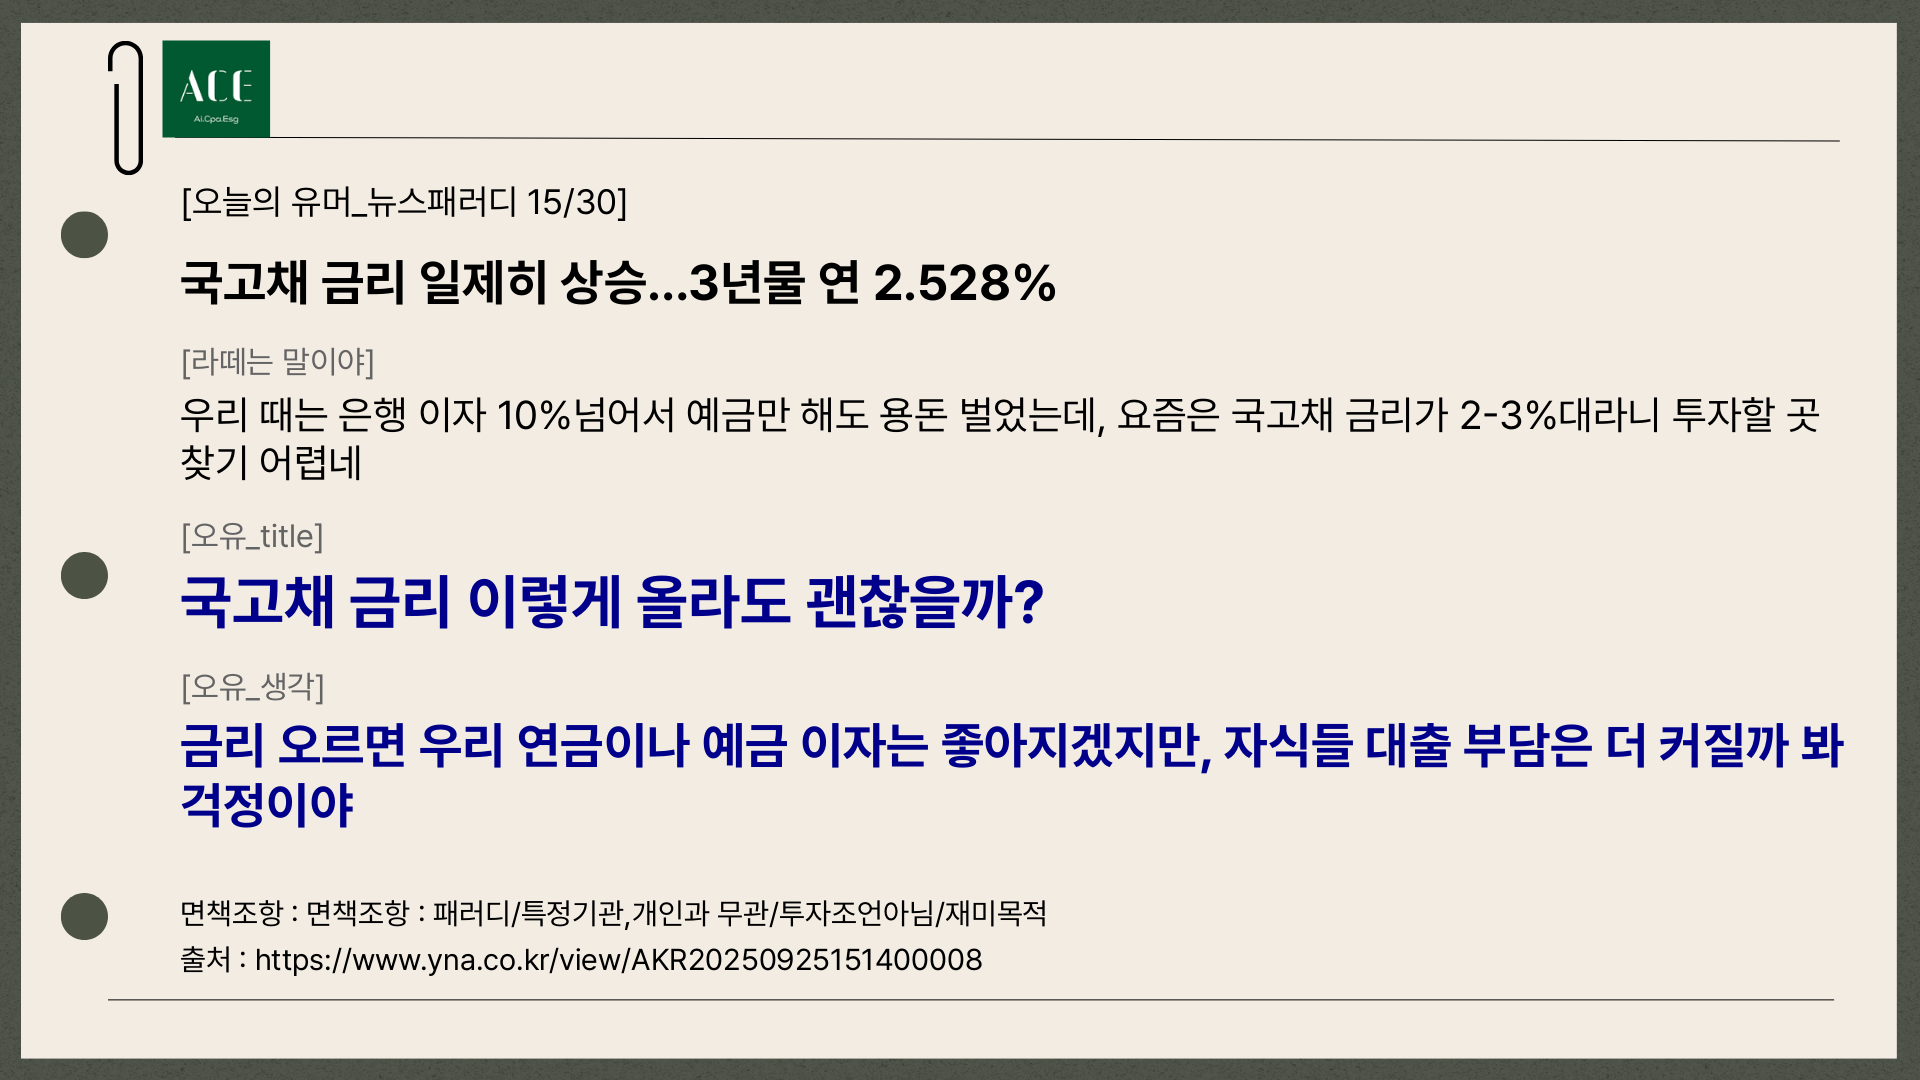 ACE
Ai.Cpa.Esg
[오늘의 유머_뉴스패러디 15/30]
국고채 금리 일제히 상승...3년물 연 2.528%
[라떼는 말이야]
우리 때는 은행 이자 10%넘어서 예금만 해도 용돈 벌었는데, 요즘은 국고채 금리가 2-3%대라니 투자할 곳
찾기 어렵네
[오유_title]
국고채 금리 이렇게 올라도 괜찮을까?
[오유_생각]
금리 오르면 우리 연금이나 예금 이자는 좋아지겠지만, 자식들 대출 부담은 더 커질까 봐
걱정이야
면책조항 : 면책조항 : 패러디/특정기관,개인과 무관/투자조언아님/재미목적
출처 : https://www.yna.co.kr/view/AKR20250925151400008